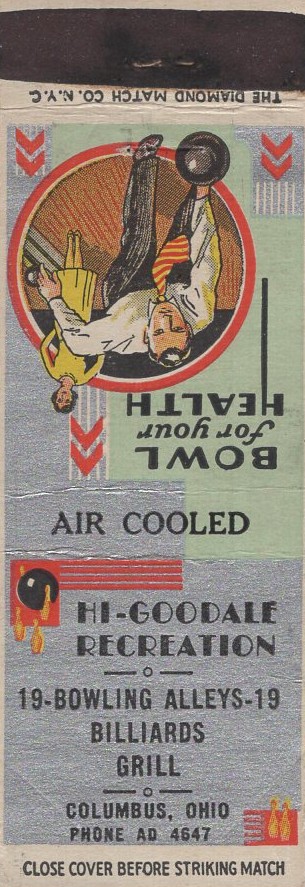 THE DIAMOND MATCH CO. N.Y.C.
BOWL
for your
HEALTH
AIR COOLED
HI-GOODALE
RECREATION
19-BOWLING ALLEYS-19
BILLIARDS
GRILL
COLUMBUS, OHIO
PHONE AD 4647
CLOSE COVER BEFORE STRIKING MATCH